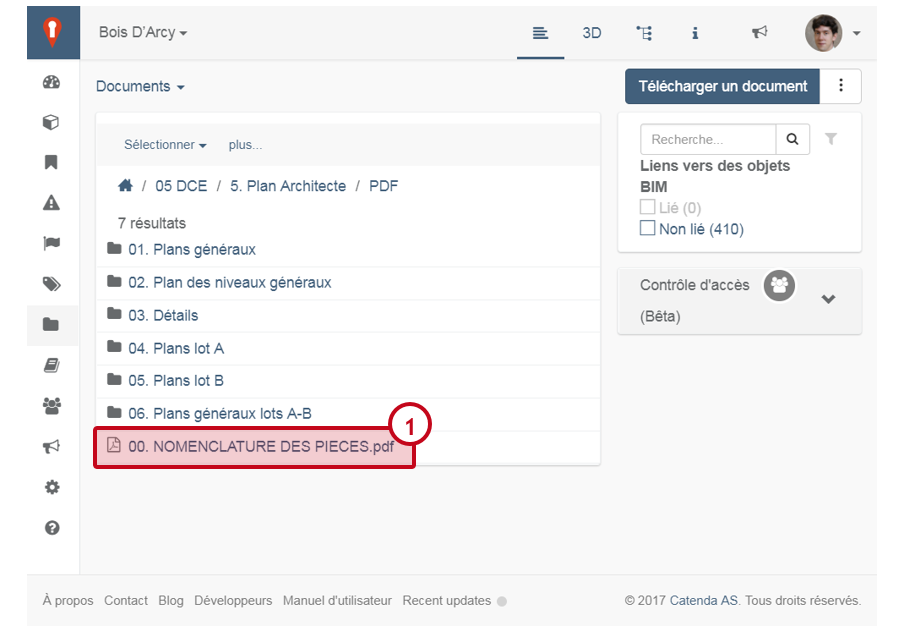 Bois D'Arcy
3D
Documents
Télécharger un document
Sélectionner
plus...
Recherche...
/ 05 DCE / 5. Plan Architecte / PDF
Liens vers des objets
BIM
Lié (0)
Non lié (410)
7 résultats
01. Plans généraux
02. Plan des niveaux généraux
03. Détails
04. Plans lot A
05. Plans lot B
06. Plans généraux lots A-B
00. NOMENCLATURE DES PIECES.pdf
1
Contrôle d'accès
(Bêta)
À propos Contact Blog Développeurs Manuel d'utilisateur Recent updates
© 2017 Catenda AS. Tous droits réservés.